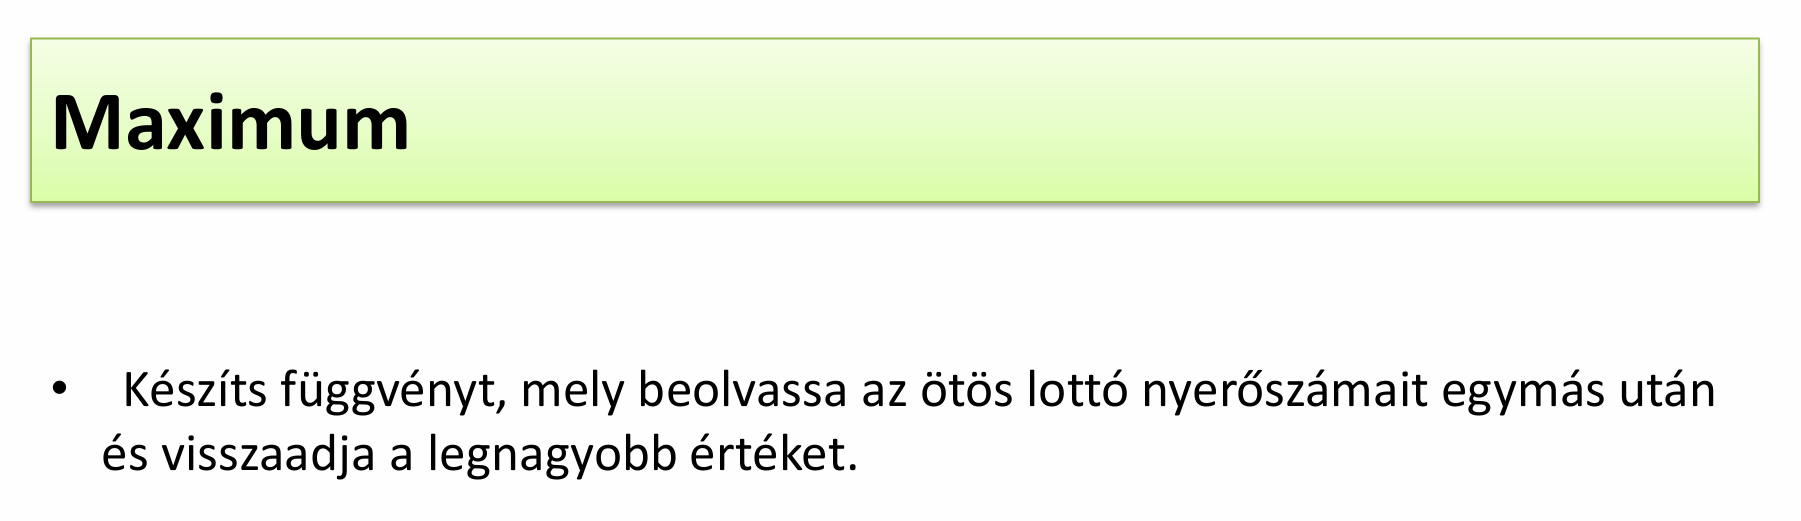 Maximum
• Készíts függvényt, mely beolvassa az ötös lottó nyerőszámait egymás után
és visszaadja a legnagyobb értéket.